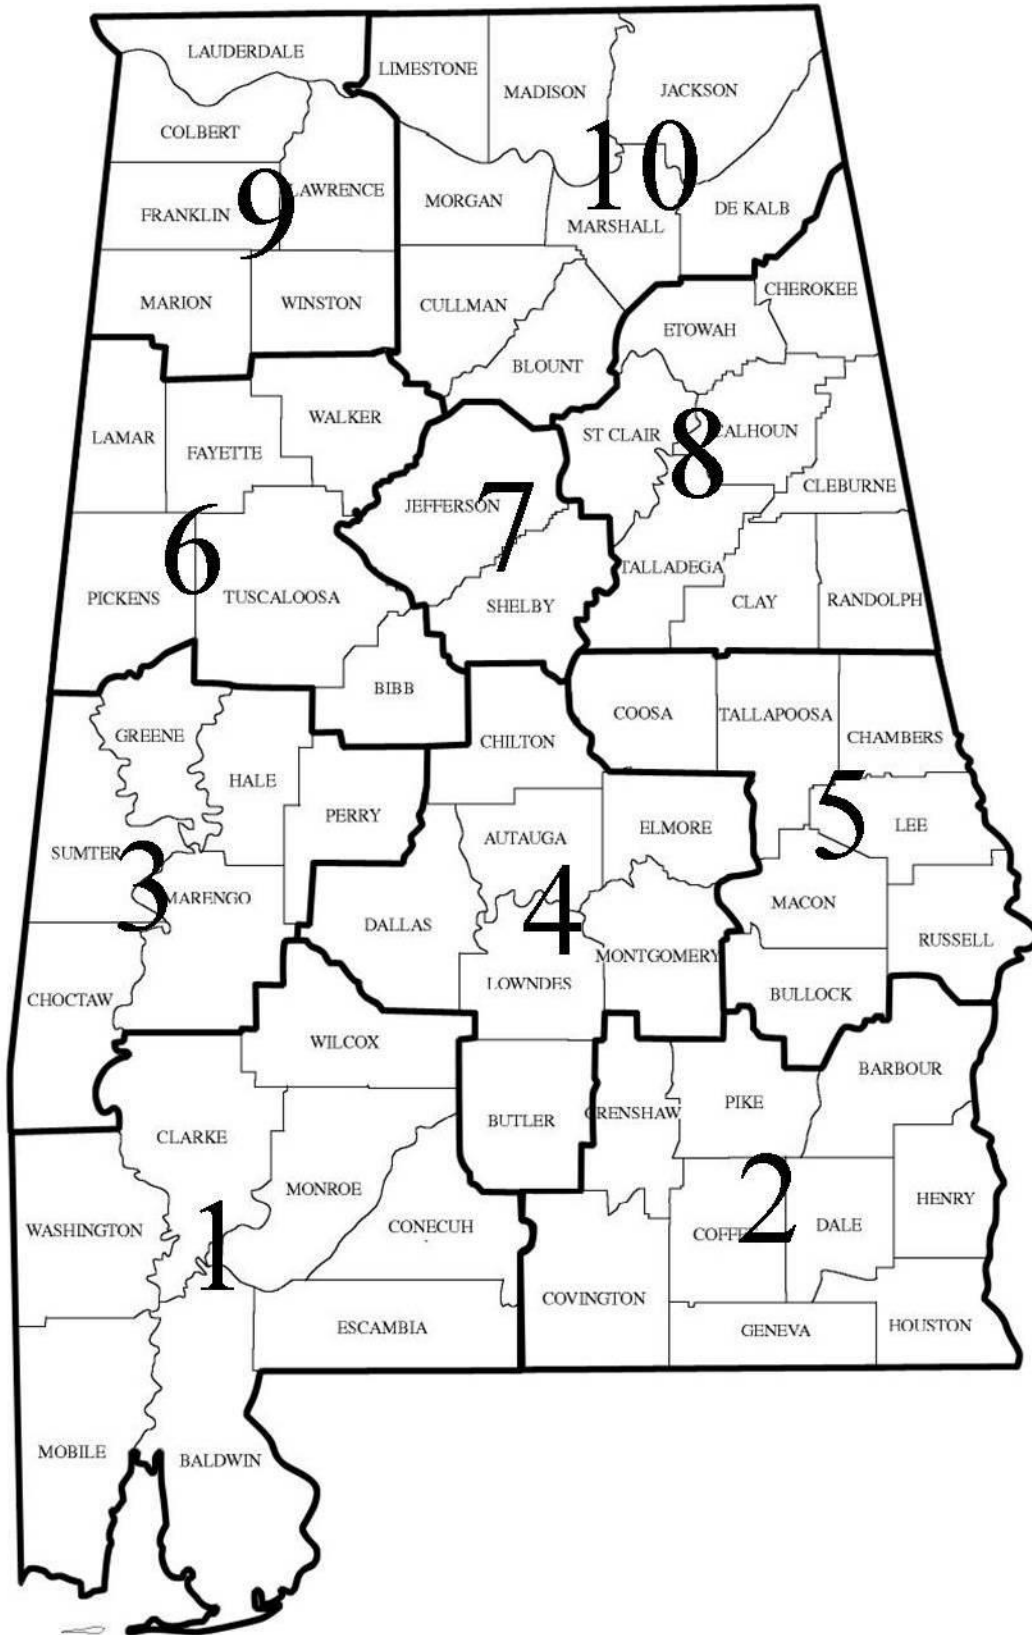 LAUDERDALE
LIMESTONE
MADISON
JACKSON
COLBERT
10
LAWRENCE
9
FRANKLIN
MORGAN
MARSHALL
DE KALB
MARION
WINSTON
CULLMAN
CHEROKEE
ETOWAH
BLOUNT
LAMAR
FAYETTE
WALKER
ST CLAIR
8
CALHOUN
CLEBURNE
JEFFERSON
7
6
PICKENS
TUSCALOOSA
SHELBY
TALLADEGA
CLAY
RANDOLPH
BIBB
COOSA
TALLAPOOSA
CHAMBERS
GREENE
CHILTON
HALE
PERRY
AUTAUGA
ELMORE
5
LEE
SUMTER
3
MARENGO
DALLAS
4
MACON
RUSSELL
MONTGOMERY
LOWNDES
BULLOCK
CHOCTAW
WILCOX
BARBOUR
PIKE
CLARKE
BUTLER
CRENSHAW
MONROE
HENRY
WASHINGTON
1
CONECUH
COFFEE
2
DALE
COVINGTON
ESCAMBIA
GENEVA
HOUSTON
MOBILE
BALDWIN